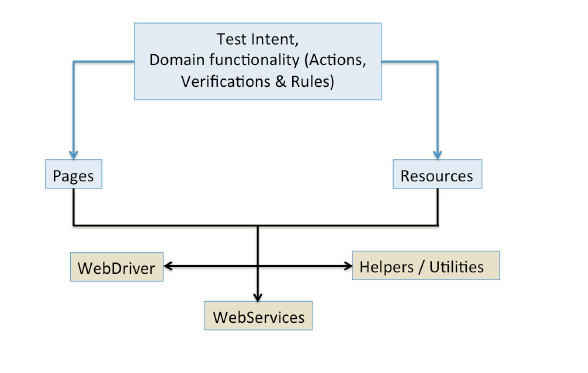 Test Intent,
Domain functionality (Actions,
Verifications & Rules)
Pages
Resources
WebDriver
Helpers / Utilities
WebServices